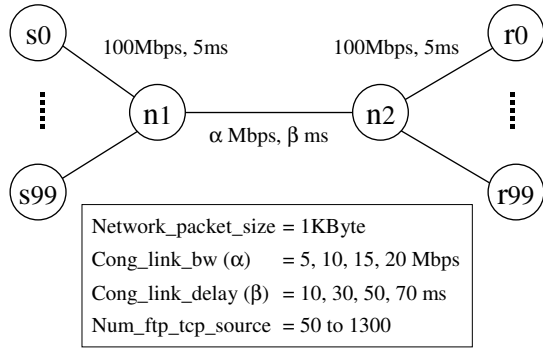 s0
r0
100Mbps, 5ms
100Mbps, 5ms
n1
n2
α Mbps, β ms
s99
r99
Network_packet_size = 1KByte
Cong_link_bw (α) = 5, 10, 15, 20 Mbps
Cong_link_delay (β) = 10, 30, 50, 70 ms
Num_ftp_tcp_source = 50 to 1300